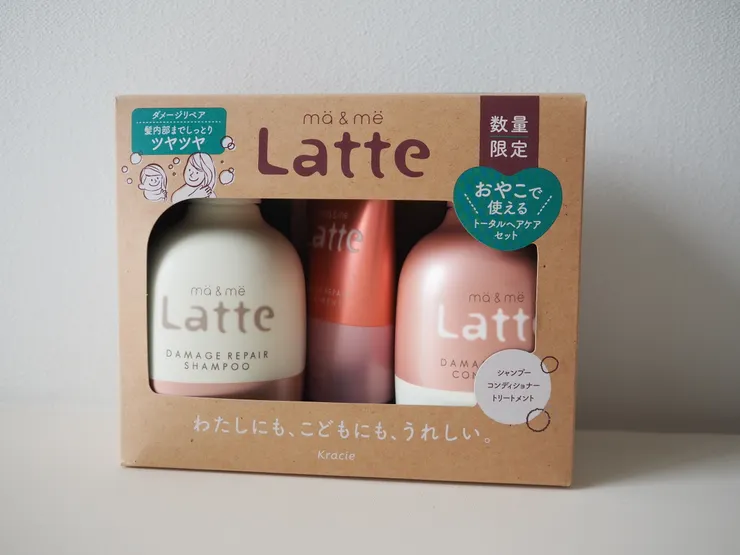 ダメージリペア
髪内部までしっとり
ツヤツヤ
mä & më
Latte
数量
限定
おやこで
使える
トータルヘアケア
セット
mä & më
Latte
DAMAGE REPAIR
SHAMPOO
atte
mä & më
Latt
DAMA
CON
シャンプー
コンディショナー
トリートメント
わたしにも、こどもにも、うれしい。
Kracie